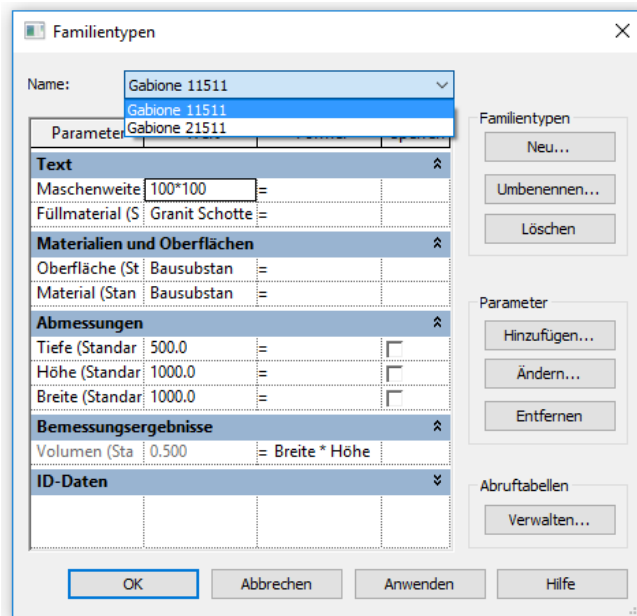 Familientypen
Name:
Gabione 11511
Gabione 11511
Gabione 21511
Parameter
Text
Maschenweite 100*100 =
Füllmaterial (S Granit Schotte =
Materialien und Oberflächen
Oberfläche (St Bausubstan =
Material (Stan Bausubstan =
Abmessungen
Tiefe (Standar 500.0 =
Höhe (Standar 1000.0 =
Breite (Standar 1000.0 =
Bemessungsergebnisse
Volumen (Sta 0.500 = Breite * Höhe
ID-Daten
Familientypen
Neu...
Umbenennen...
Löschen
Parameter
Hinzufügen...
Ändern...
Entfernen
Abruftabellen
Verwalten...
OK
Abbrechen
Anwenden
Hilfe